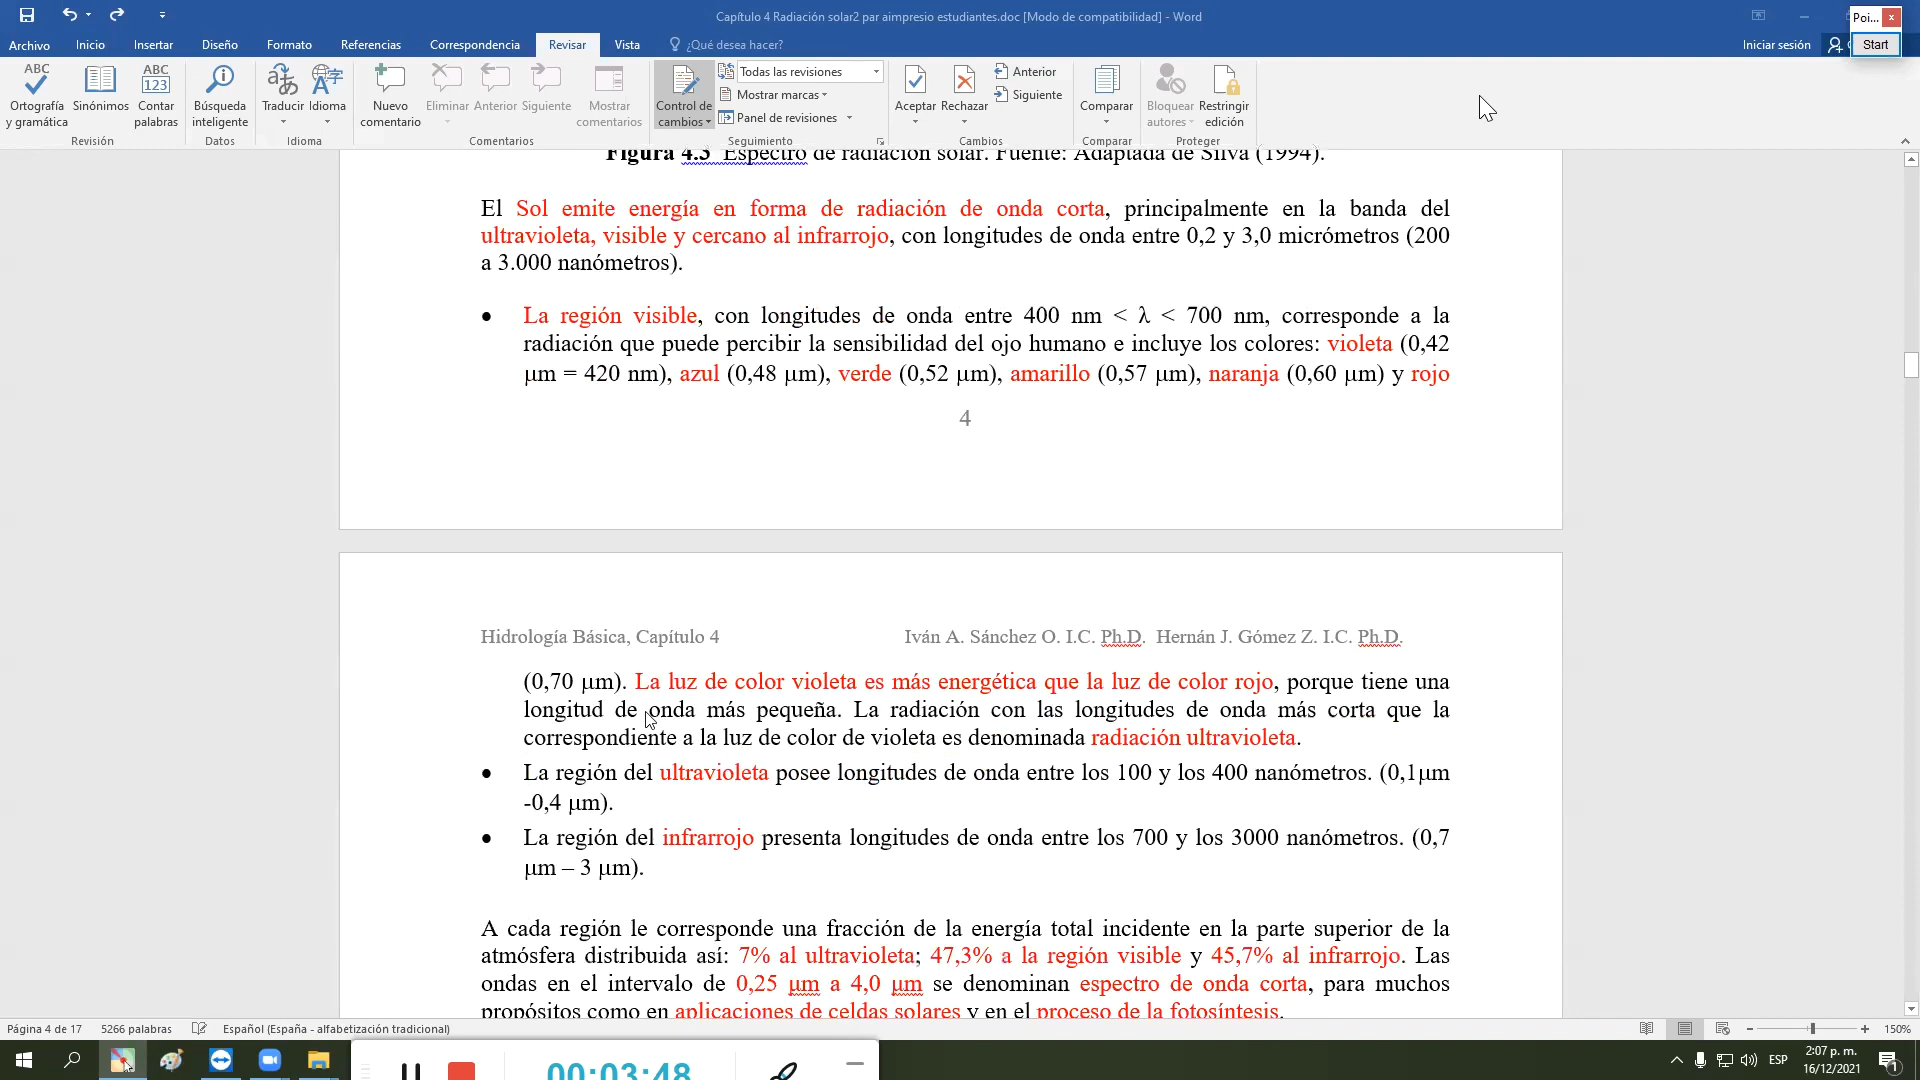 Capítulo 4 Radiación solar2 par aimpresio estudiantes.doc [Modo de compatibilidad] - Word
Poi...
Archivo Inicio Insertar Diseño Formato Referencias Correspondencia Revisar Vista ¿Qué desea hacer? Iniciar sesión Start
ABC Ortografía y gramática
Sinónimos
ABC 123 Contar palabras
Búsqueda inteligente
Traducir
Idioma
Nuevo comentario
Eliminar
Anterior
Siguiente
Mostrar comentarios
Control de cambios
Todas las revisiones
Mostrar marcas
Panel de revisiones
Aceptar
Rechazar
Anterior
Siguiente
Comparar
Bloquear autores
Restringir edición
Revisión Datos Idioma Comentarios Seguimiento Cambios Comparar Proteger
Figura 4.3 Espectro de radiación solar. Fuente: Adaptada de Silva (1994).
El Sol emite energía en forma de radiación de onda corta, principalmente en la banda del
ultravioleta, visible y cercano al infrarrojo, con longitudes de onda entre 0,2 y 3,0 micrómetros (200
a 3.000 nanómetros).
• La región visible, con longitudes de onda entre 400 nm < λ < 700 nm, corresponde a la
radiación que puede percibir la sensibilidad del ojo humano e incluye los colores: violeta (0,42
μm = 420 nm), azul (0,48 μm), verde (0,52 μm), amarillo (0,57 μm), naranja (0,60 μm) y rojo
4
Hidrología Básica, Capítulo 4 Iván A. Sánchez O. I.C. Ph.D. Hernán J. Gómez Z. I.C. Ph.D.
(0,70 μm). La luz de color violeta es más energética que la luz de color rojo, porque tiene una
longitud de onda más pequeña. La radiación con las longitudes de onda más corta que la
correspondiente a la luz de color de violeta es denominada radiación ultravioleta.
• La región del ultravioleta posee longitudes de onda entre los 100 y los 400 nanómetros. (0,1μm
-0,4 μm).
• La región del infrarrojo presenta longitudes de onda entre los 700 y los 3000 nanómetros. (0,7
μm – 3 μm).
A cada región le corresponde una fracción de la energía total incidente en la parte superior de la
atmósfera distribuida así: 7% al ultravioleta; 47,3% a la región visible y 45,7% al infrarrojo. Las
ondas en el intervalo de 0,25 μm a 4,0 μm se denominan espectro de onda corta, para muchos
propósitos como en aplicaciones de celdas solares y en el proceso de la fotosíntesis.
Página 4 de 17 5266 palabras Español (España - alfabetización tradicional) 150%
00:03:48
ESP
2:07 p. m.
16/12/2021
1